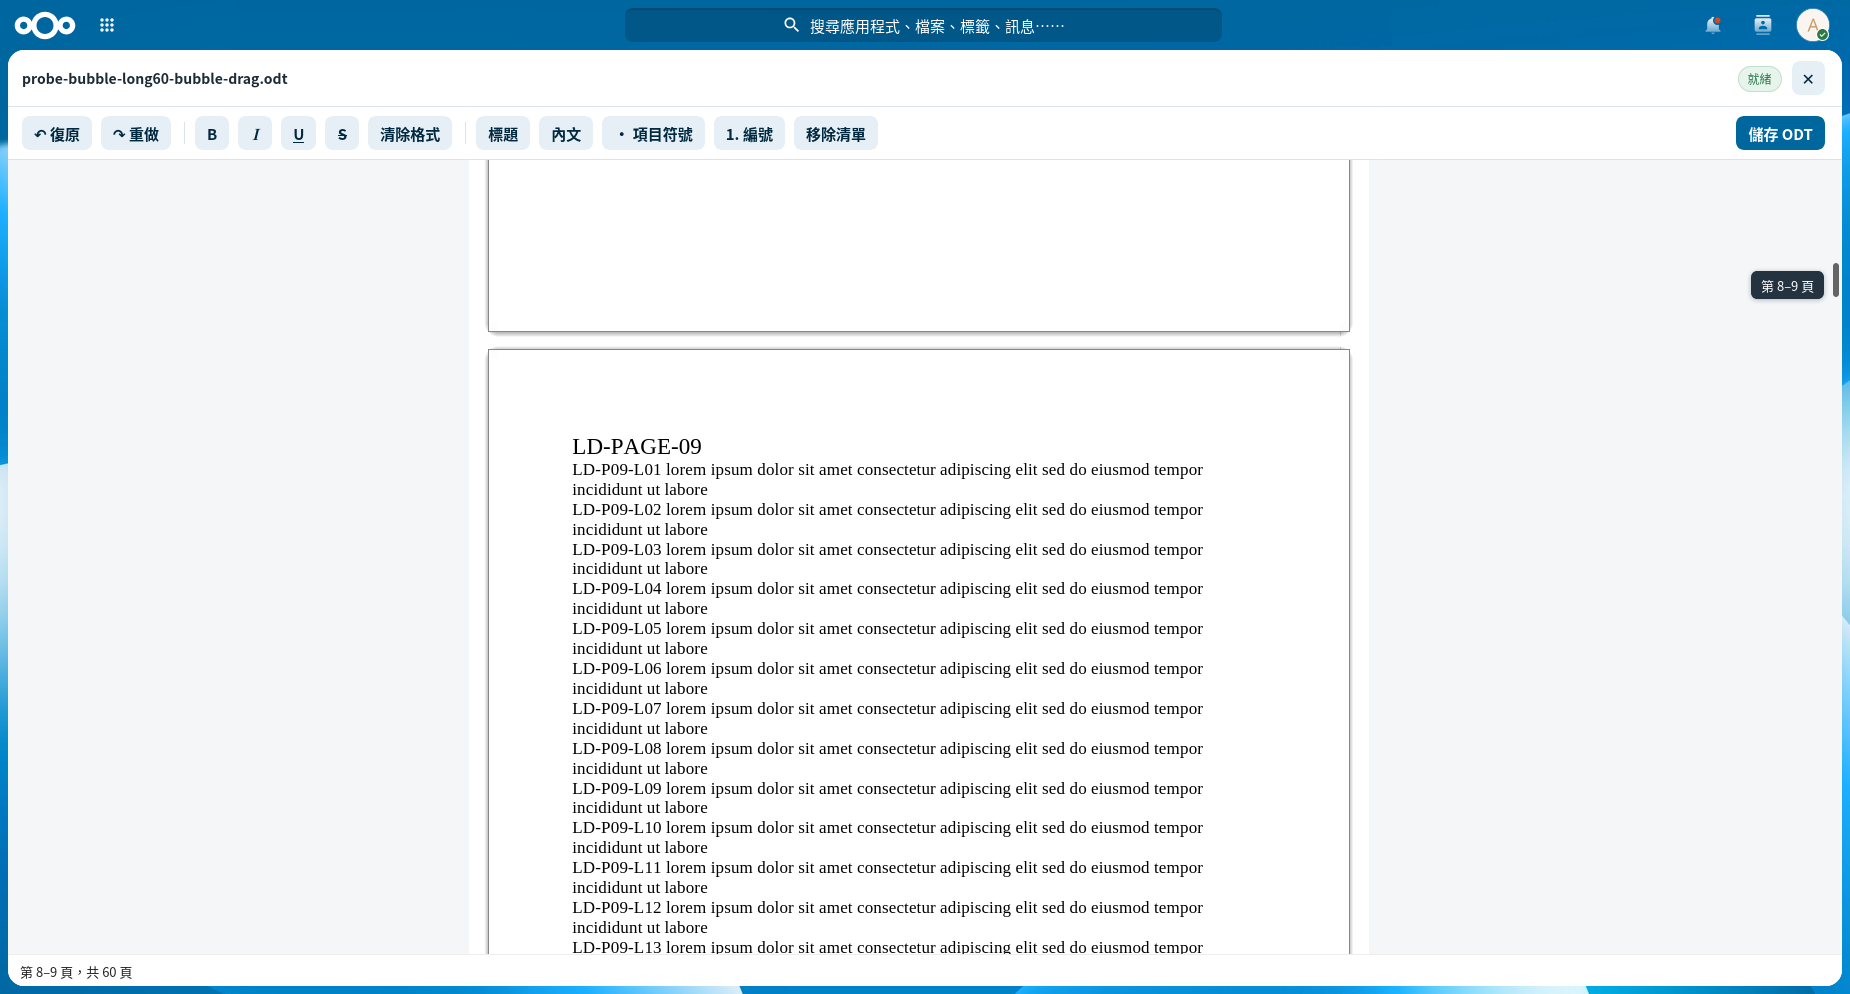 搜尋應用程式、檔案、標籤、訊息……
A
probe-bubble-long60-bubble-drag.odt
就緒
✕
↶ 復原 ↷ 重做 B I U S 清除格式 標題 內文 • 項目符號 1. 編號 移除清單 儲存 ODT
第 8–9 頁
LD-PAGE-09
LD-P09-L01 lorem ipsum dolor sit amet consectetur adipiscing elit sed do eiusmod tempor
incididunt ut labore
LD-P09-L02 lorem ipsum dolor sit amet consectetur adipiscing elit sed do eiusmod tempor
incididunt ut labore
LD-P09-L03 lorem ipsum dolor sit amet consectetur adipiscing elit sed do eiusmod tempor
incididunt ut labore
LD-P09-L04 lorem ipsum dolor sit amet consectetur adipiscing elit sed do eiusmod tempor
incididunt ut labore
LD-P09-L05 lorem ipsum dolor sit amet consectetur adipiscing elit sed do eiusmod tempor
incididunt ut labore
LD-P09-L06 lorem ipsum dolor sit amet consectetur adipiscing elit sed do eiusmod tempor
incididunt ut labore
LD-P09-L07 lorem ipsum dolor sit amet consectetur adipiscing elit sed do eiusmod tempor
incididunt ut labore
LD-P09-L08 lorem ipsum dolor sit amet consectetur adipiscing elit sed do eiusmod tempor
incididunt ut labore
LD-P09-L09 lorem ipsum dolor sit amet consectetur adipiscing elit sed do eiusmod tempor
incididunt ut labore
LD-P09-L10 lorem ipsum dolor sit amet consectetur adipiscing elit sed do eiusmod tempor
incididunt ut labore
LD-P09-L11 lorem ipsum dolor sit amet consectetur adipiscing elit sed do eiusmod tempor
incididunt ut labore
LD-P09-L12 lorem ipsum dolor sit amet consectetur adipiscing elit sed do eiusmod tempor
incididunt ut labore
LD-P09-L13 lorem ipsum dolor sit amet consectetur adipiscing elit sed do eiusmod tempor
第 8–9 頁，共 60 頁